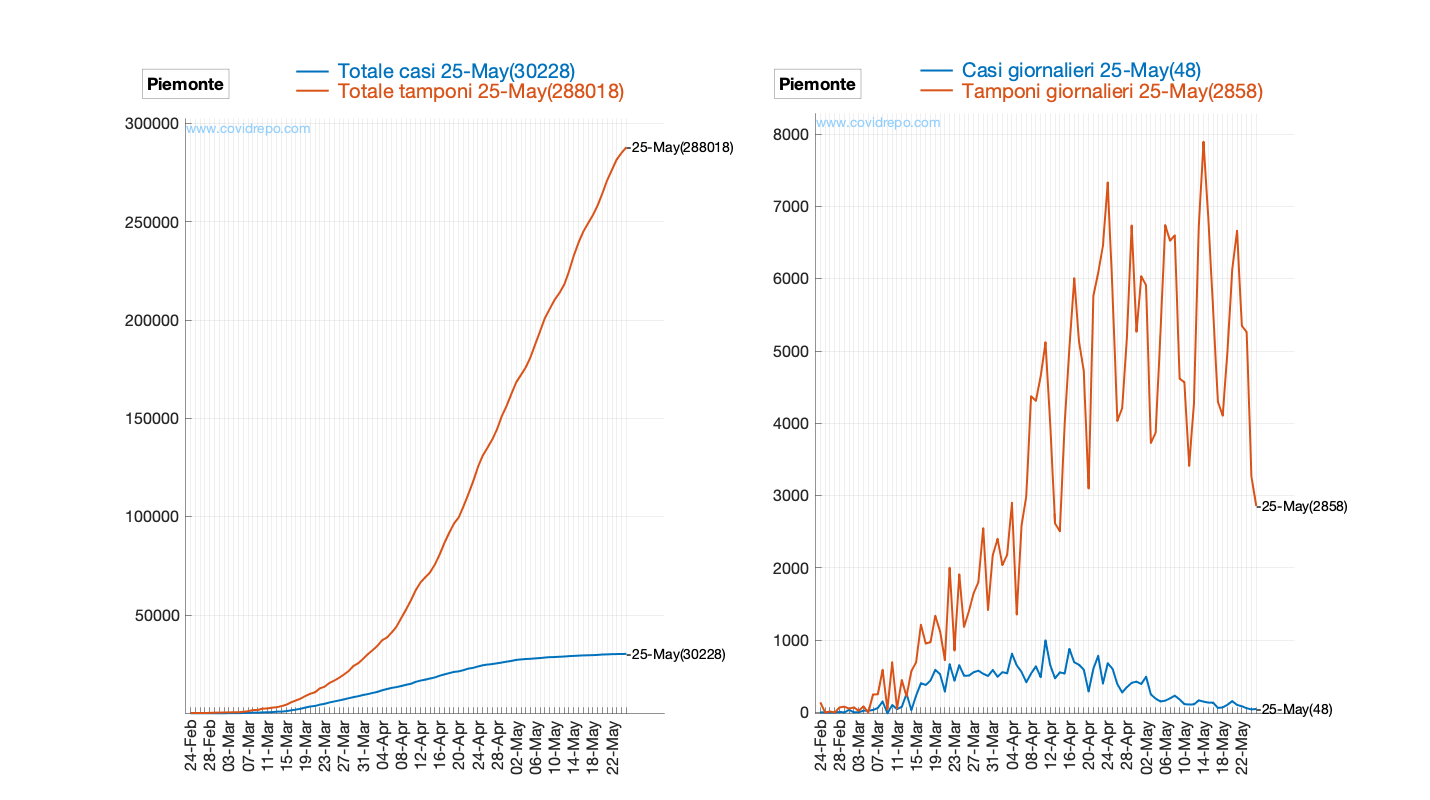 Piemonte
Totale casi 25-May(30228)
Totale tamponi 25-May(288018)
www.covidrepo.com
300000
250000
200000
150000
100000
50000
25-May(288018)
25-May(30228)
24-Feb
28-Feb
03-Mar
07-Mar
11-Mar
15-Mar
19-Mar
23-Mar
27-Mar
31-Mar
04-Apr
08-Apr
12-Apr
16-Apr
20-Apr
24-Apr
28-Apr
02-May
06-May
10-May
14-May
18-May
22-May
Piemonte
Casi giornalieri 25-May(48)
Tamponi giornalieri 25-May(2858)
www.covidrepo.com
8000
7000
6000
5000
4000
3000
2000
1000
0
25-May(2858)
25-May(48)
24-Feb
28-Feb
03-Mar
07-Mar
11-Mar
15-Mar
19-Mar
23-Mar
27-Mar
31-Mar
04-Apr
08-Apr
12-Apr
16-Apr
20-Apr
24-Apr
28-Apr
02-May
06-May
10-May
14-May
18-May
22-May